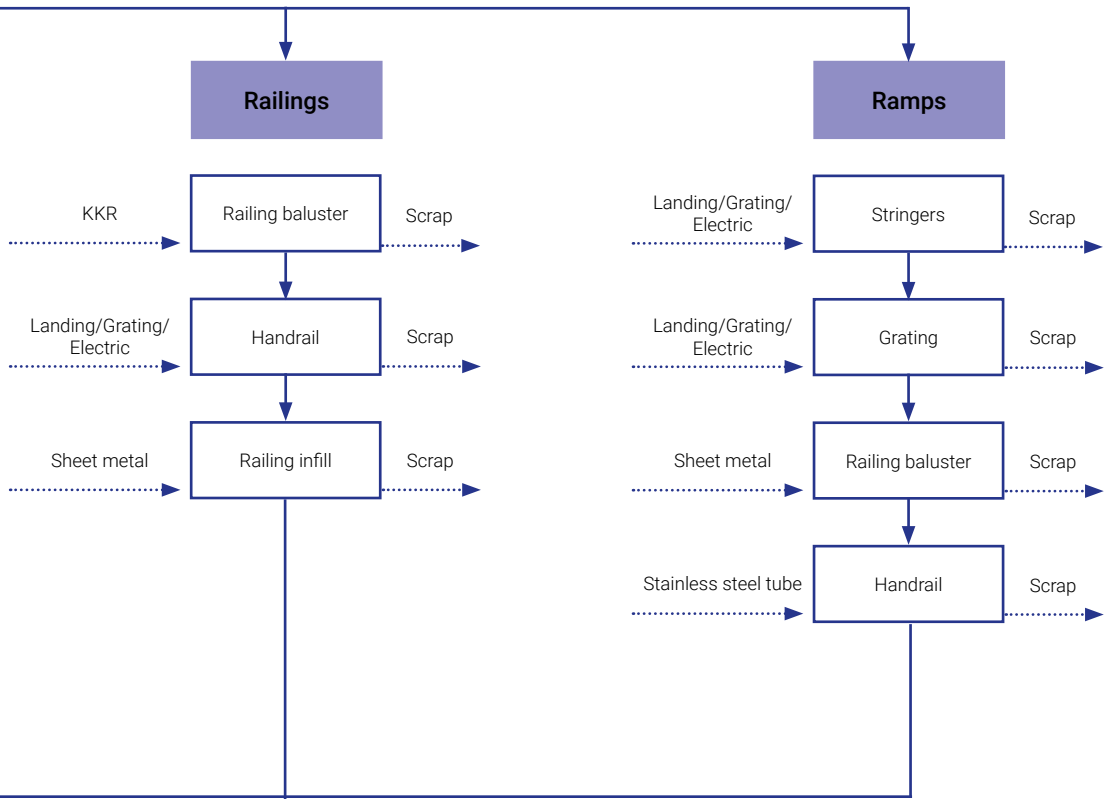 Railings
KKR
Railing baluster
Scrap
Landing/Grating/
Electric
Handrail
Scrap
Sheet metal
Railing infill
Scrap
Ramps
Landing/Grating/
Electric
Stringers
Scrap
Landing/Grating/
Electric
Grating
Scrap
Sheet metal
Railing baluster
Scrap
Stainless steel tube
Handrail
Scrap